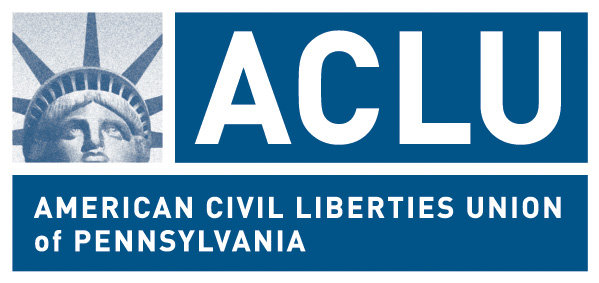 ACLU
AMERICAN CIVIL LIBERTIES UNION
of PENNSYLVANIA